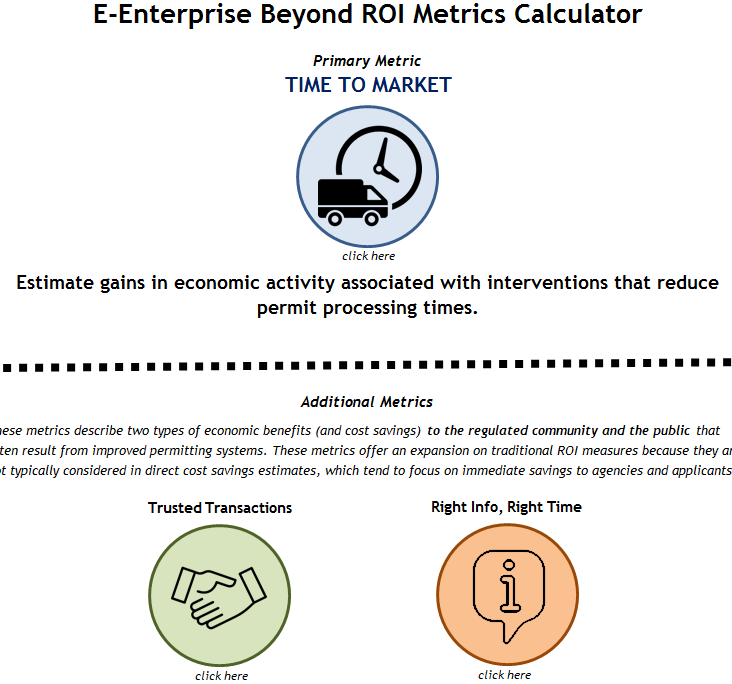 E-Enterprise Beyond ROI Metrics Calculator
Primary Metric
TIME TO MARKET
click here
Estimate gains in economic activity associated with interventions that reduce
permit processing times.
Additional Metrics
hese metrics describe two types of economic benefits (and cost savings) to the regulated community and the public that
ten result from improved permitting systems. These metrics offer an expansion on traditional ROI measures because they ar
ot typically considered in direct cost savings estimates, which tend to focus on immediate savings to agencies and applicants
Trusted Transactions
Right Info, Right Time
i
click here
click here